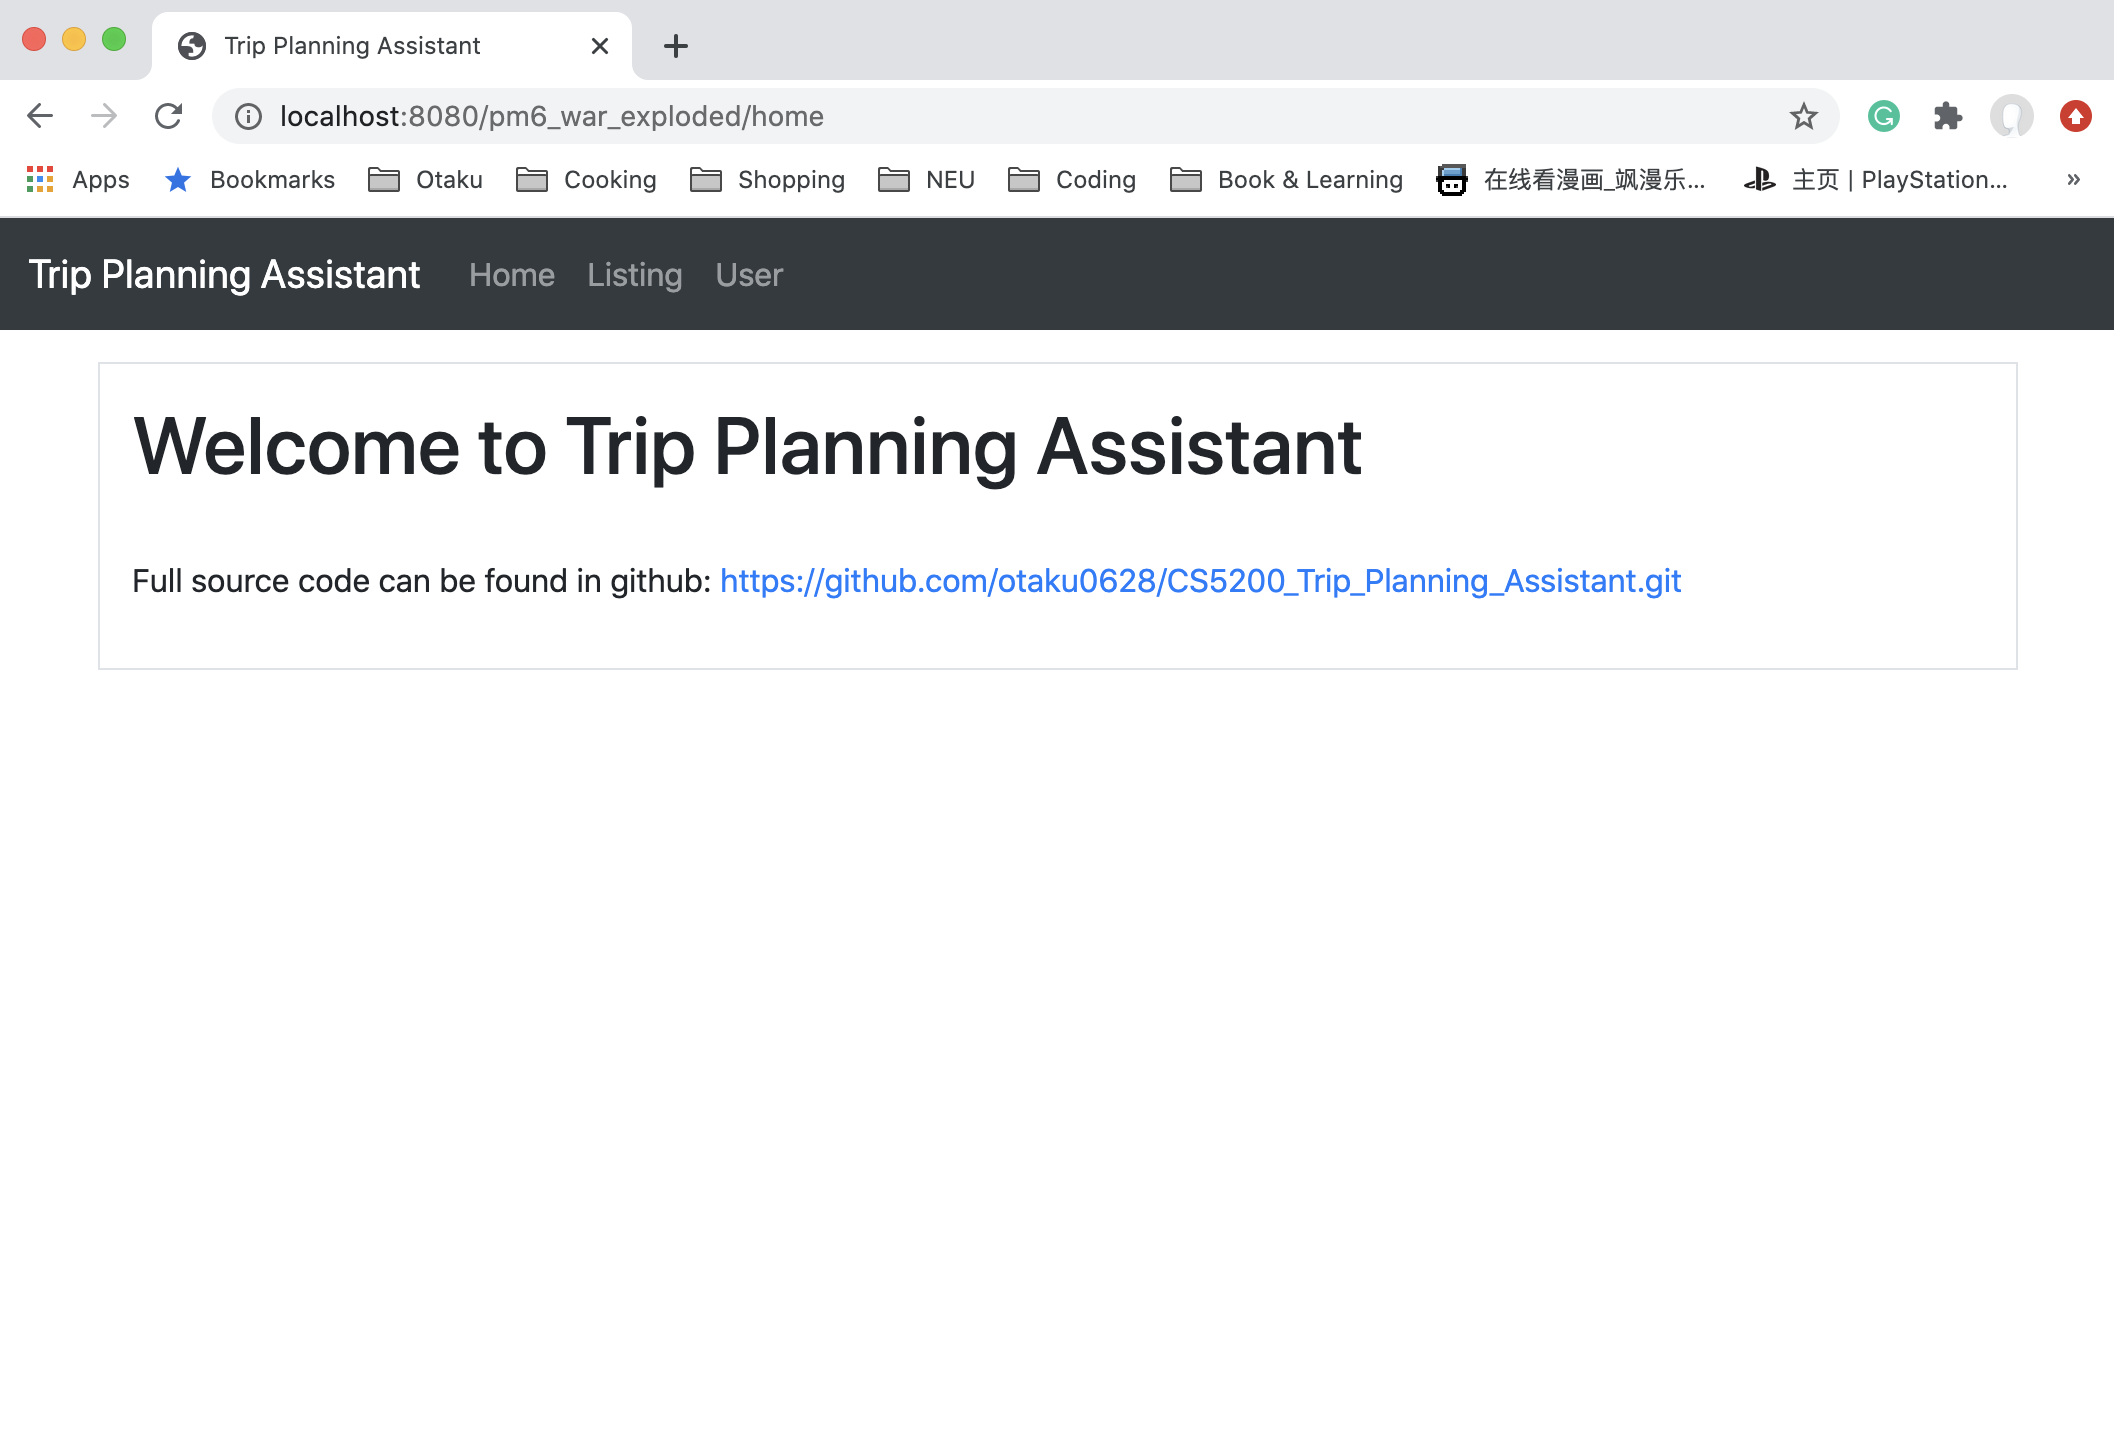 Trip Planning Assistant
localhost:8080/pm6_war_exploded/home
Apps Bookmarks Otaku Cooking Shopping NEU Coding Book & Learning 在线看漫画_飒漫乐... 主页 | PlayStation... »
Trip Planning Assistant Home Listing User
Welcome to Trip Planning Assistant
Full source code can be found in github: https://github.com/otaku0628/CS5200_Trip_Planning_Assistant.git